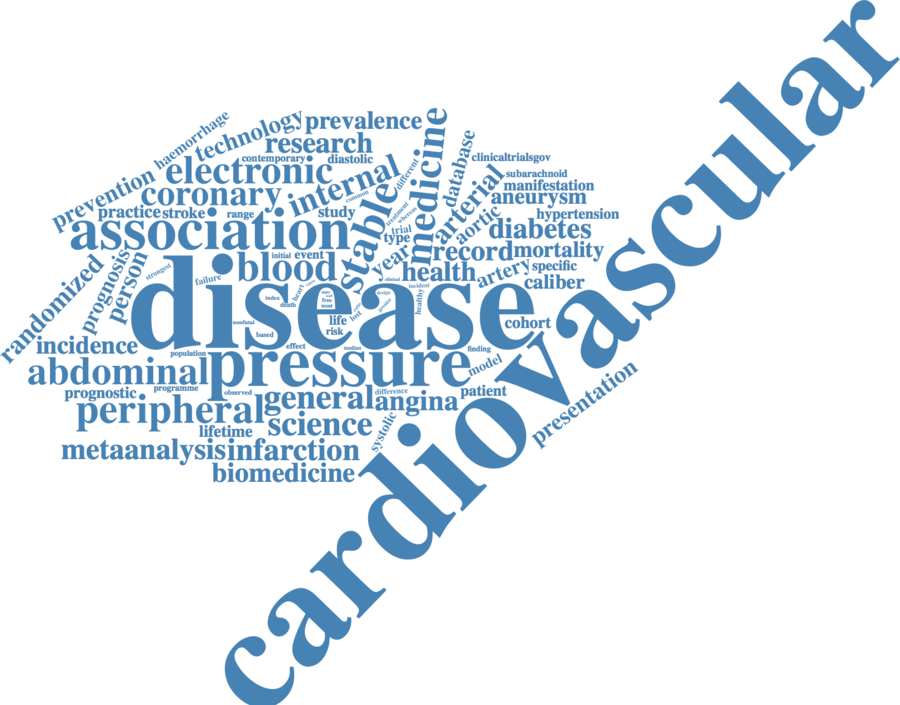 cardiovascular
haemorrhage
technology
prevalence
research
contemporary
diastolic
electronic
prevention
coronary
internal
different
medicine
database
clinicaltrialsgov
subarachnoid
manifestation
aneurysm
arterial
aortic
hypertension
diabetes
practice
stroke
range
study
common
stable
treatment
whereas
trial
type
association
year
record
mortality
initial
event
blood
health
artery
specific
caliber
randomized
prognosis
person
strongest
failure
disease
index
death
heart
free
most
life
risk
design
greater
clinical
incident
healthy
cohort
nonfatal
based
incidence
population
effect
median
finding
abdominal
pressure
model
prognostic
programme
observed
general
difference
angina
patient
presentation
peripheral
lifetime
science
systolic
metaanalysis
infarction
biomedicine